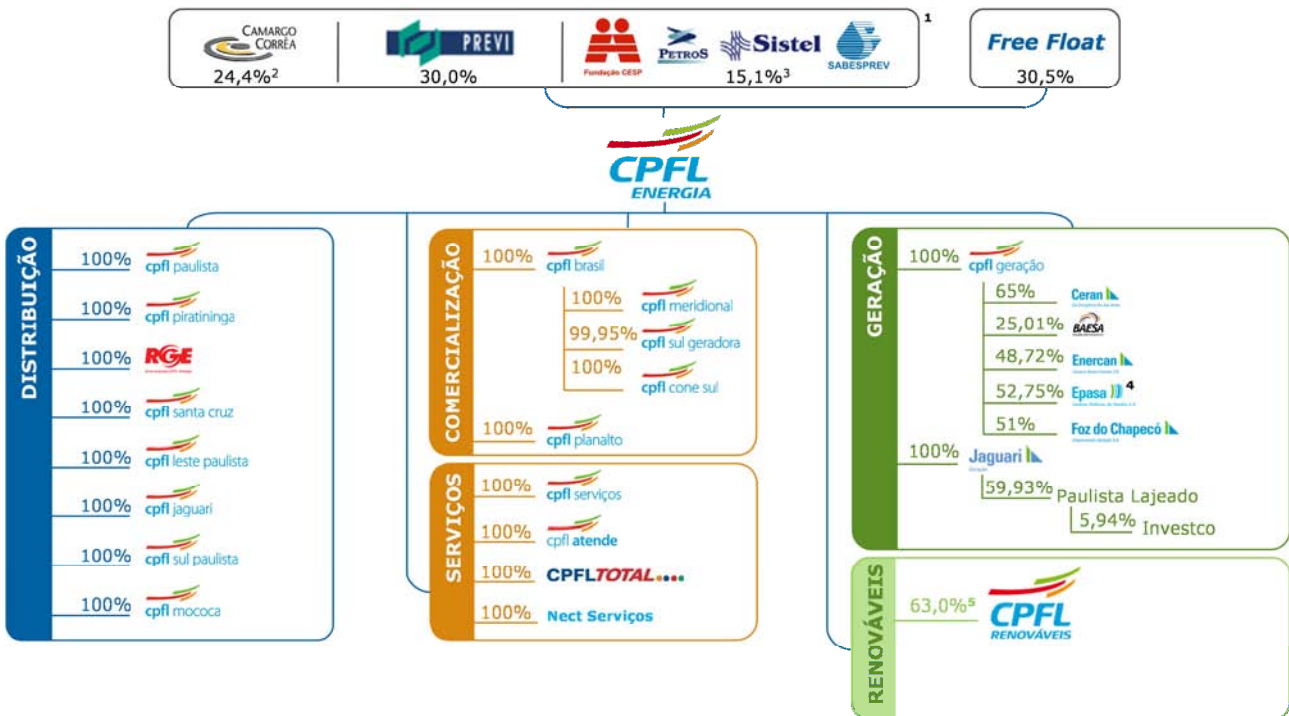 CAMARGO CORRÊA
24,4%²
PREVI
30,0%
Fundação CESP
PETROS
Sistel
SABESPREV
15,1%³
1
Free Float
30,5%
CPFL
ENERGIA
DISTRIBUIÇÃO
100% cpfl paulista
100% cpfl piratininga
100% RGE
100% cpfl santa cruz
100% cpfl leste paulista
100% cpfl jaguari
100% cpfl sul paulista
100% cpfl mococa
COMERCIALIZAÇÃO
100% cpfl brasil
100% cpfl meridional
99,95% cpfl sul geradora
100% cpfl cone sul
100% cpfl planalto
SERVIÇOS
100% cpfl serviços
100% cpfl atende
100% CPFLTOTAL
100% Nect Serviços
GERAÇÃO
100% cpfl geração
65% Ceran
25,01% BAESA
48,72% Enercan
52,75% Epasa 4
51% Foz do Chapecó
100% Jaguari
59,93% Paulista Lajeado
5,94% Investco
RENOVÁVEIS
63,0%⁵ CPFL
RENOVÁVEIS